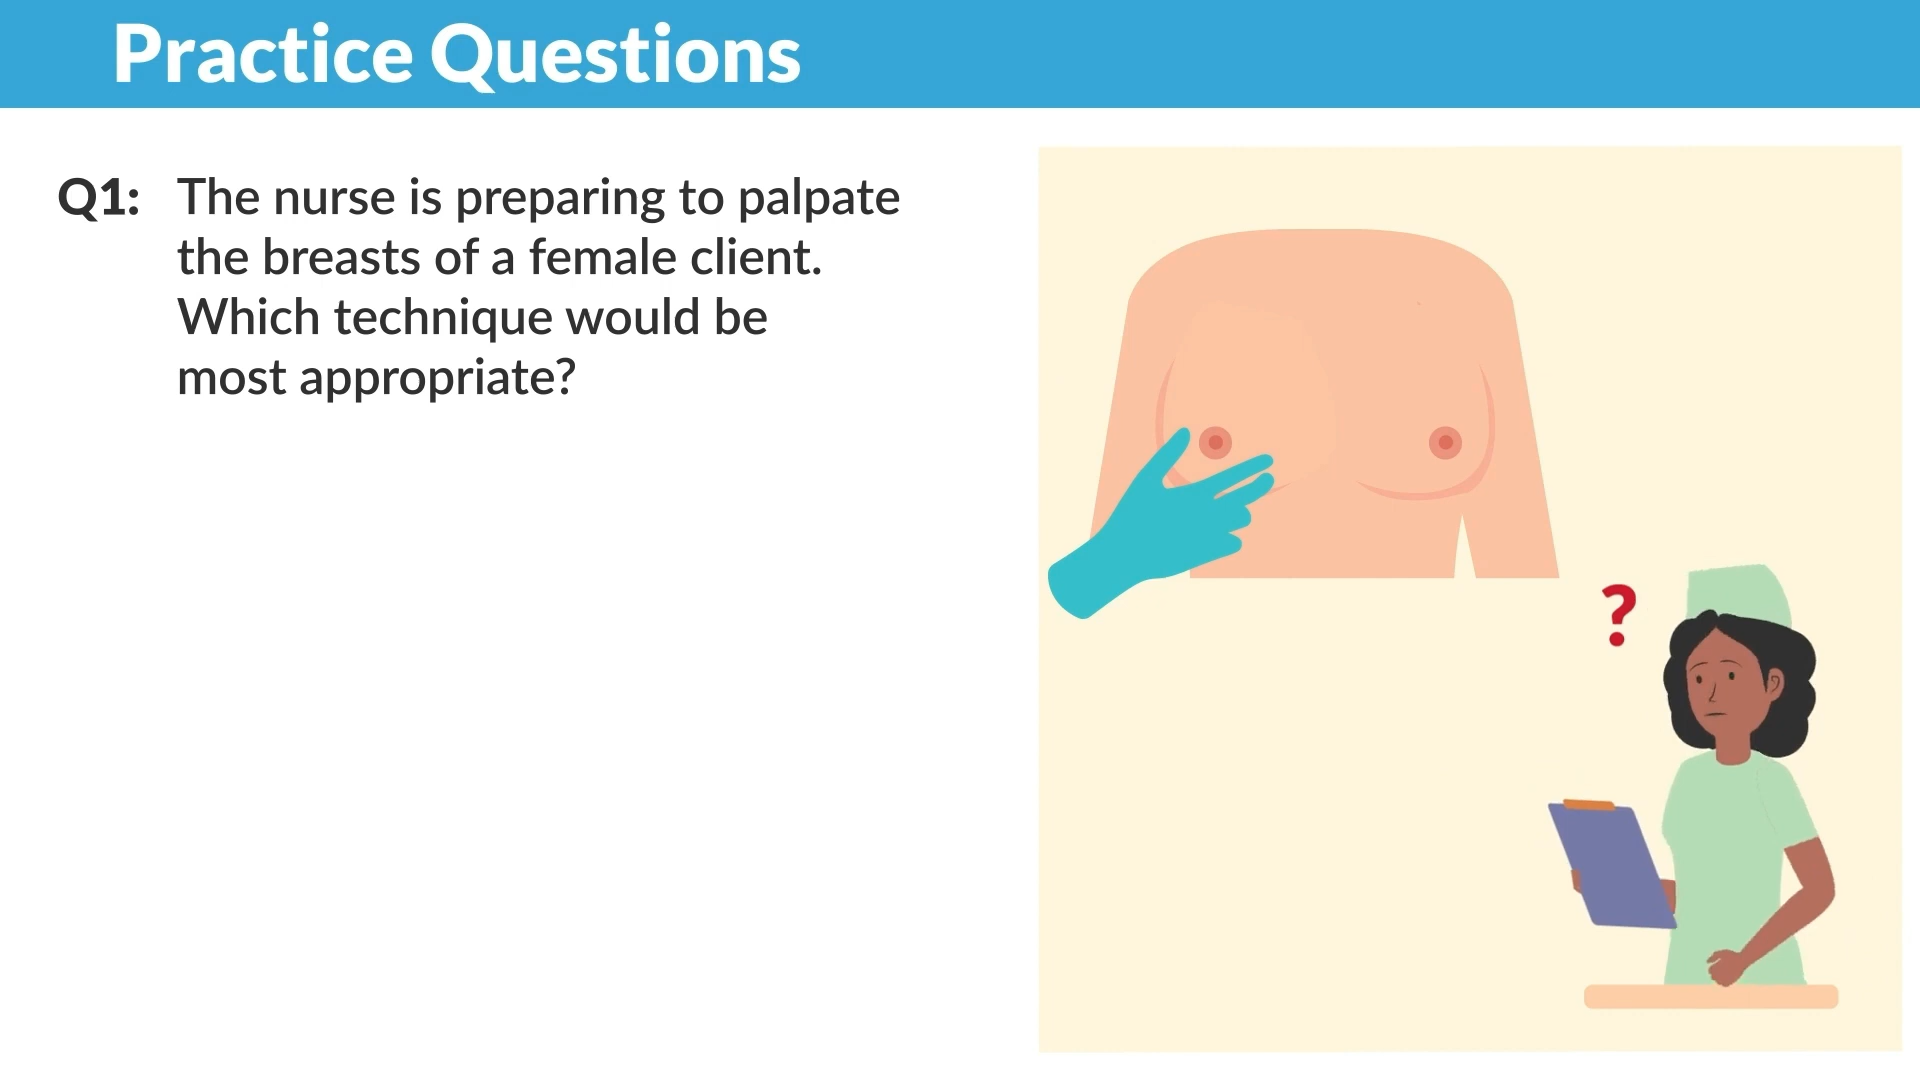 Practice Questions
Q1: The nurse is preparing to palpate
the breasts of a female client.
Which technique would be
most appropriate?
?